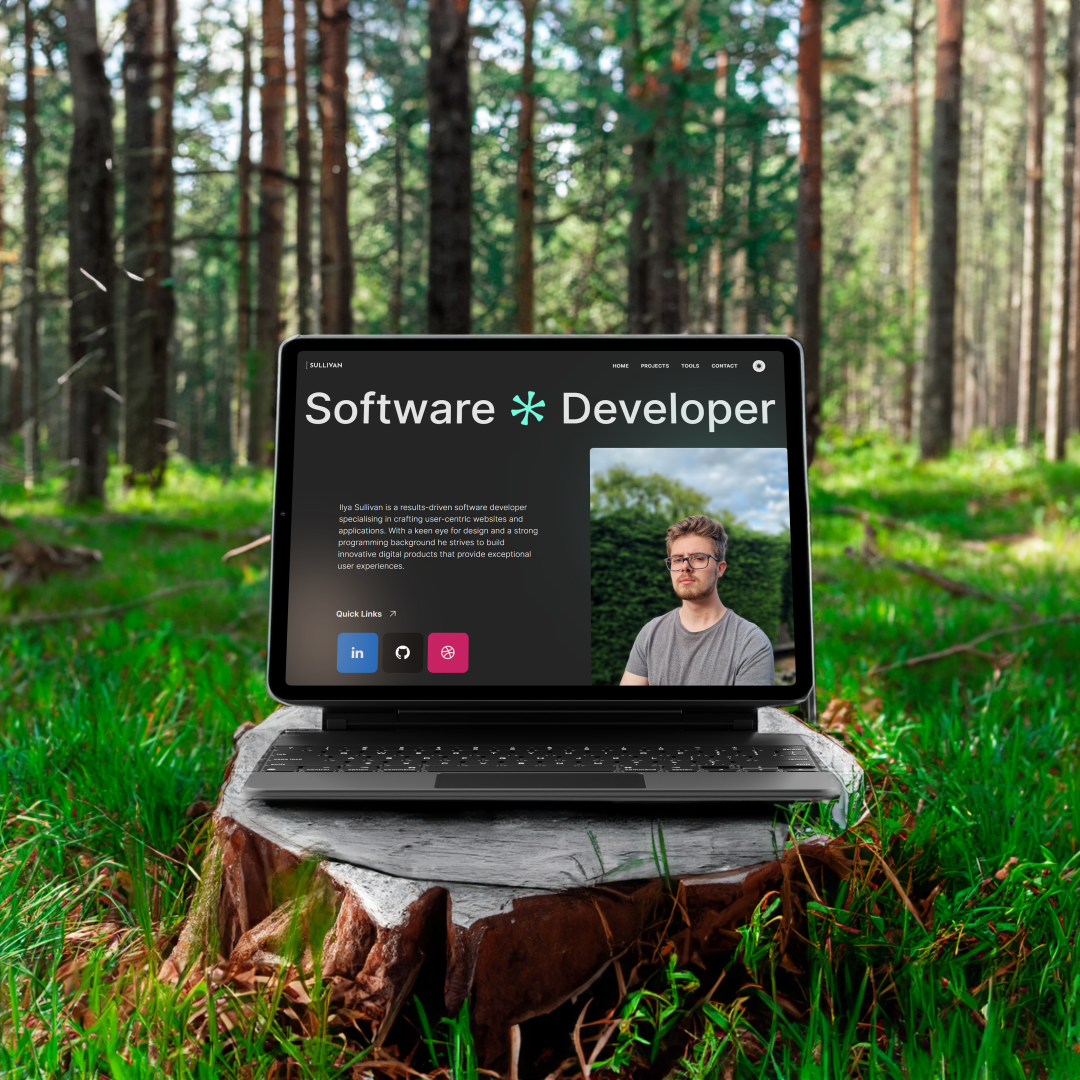 SULLIVAN
HOME PROJECTS TOOLS CONTACT
Software * Developer
Ilya Sullivan is a results-driven software developer
specialising in crafting user-centric websites and
applications. With a keen eye for design and a strong
programming background he strives to build
innovative digital products that provide exceptional
user experiences.
Quick Links ↗
in